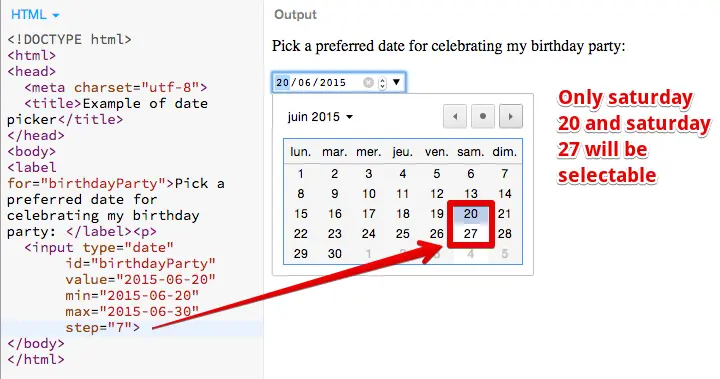 HTML
<!DOCTYPE html>
<html>
<head>
<meta charset="utf-8">
<title>Example of date
picker</title>
</head>
<body>
<label
for="birthdayParty">Pick a
preferred date for
celebrating my birthday
party: </label><p>
<input type="date"
id="birthdayParty"
value="2015-06-20"
min="2015-06-20"
max="2015-06-30"
step="7">
</body>
</html>
Output
Pick a preferred date for celebrating my birthday party:
20/06/2015
juin 2015
lun. mar. mer. jeu. ven. sam. dim.
1 2 3 4 5 6 7
8 9 10 11 12 13 14
15 16 17 18 19 20 21
22 23 24 25 26 27 28
29 30 1 2 3 4 5
Only saturday
20 and saturday
27 will be
selectable